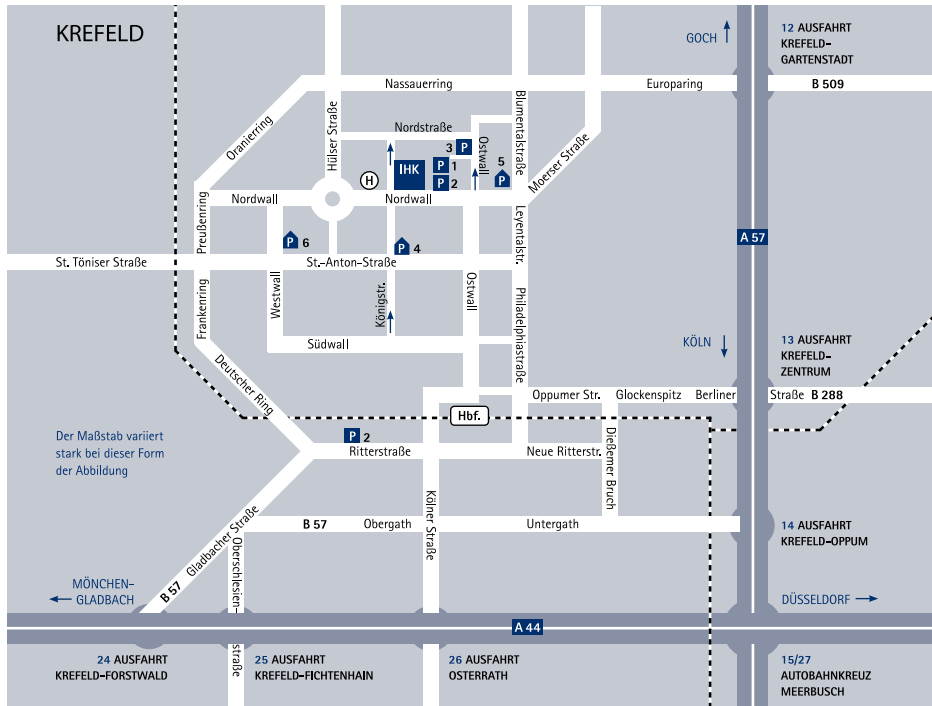 KREFELD
GOCH
12 AUSFAHRT
KREFELD-
GARTENSTADT
Nassauerring
Europaring
B 509
Oranierring
Hülser Straße
Nordstraße
Blumentalstraße
Moerser Straße
3 P
Ostwall
IHK
P 1
P 2
5
P
H
Preußenring
Nordwall
Nordwall
Leyentalstr.
A 57
P 6
P 4
St. Töniser Straße
St.-Anton-Straße
Frankenring
Westwall
Königstr.
Ostwall
Philadelphiastraße
Südwall
KÖLN
13 AUSFAHRT
KREFELD-
ZENTRUM
Deutscher Ring
Oppumer Str.
Glockenspitz
Berliner
Straße B 288
Hbf.
Der Maßstab variiert
stark bei dieser Form
der Abbildung
P 2
Ritterstraße
Neue Ritterstr.
Dießemer Bruch
Kölner Straße
B 57
Obergath
Untergath
14 AUSFAHRT
KREFELD-OPPUM
B 57 Gladbacher Straße
Oberschlesien-
straße
MÖNCHEN-
GLADBACH
DÜSSELDORF
A 44
24 AUSFAHRT
KREFELD-FORSTWALD
25 AUSFAHRT
KREFELD-FICHTENHAIN
26 AUSFAHRT
OSTERRATH
15/27
AUTOBAHNKREUZ
MEERBUSCH